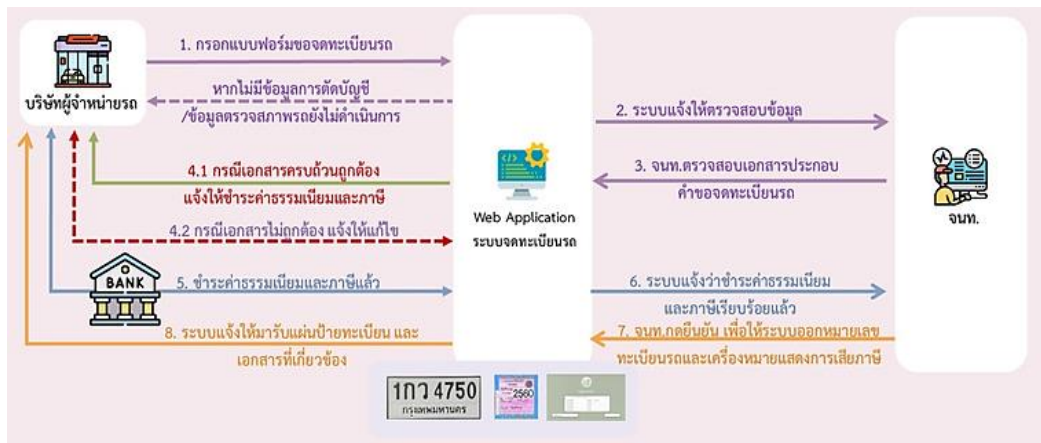 1. กรอกแบบฟอร์มขอจดทะเบียนรถ
บริษัทผู้จำหน่ายรถ
หากไม่มีข้อมูลการตัดบัญชี
/ข้อมูลตรวจสภาพรถยังไม่ดำเนินการ
2. ระบบแจ้งให้ตรวจสอบข้อมูล
3. จนท.ตรวจสอบเอกสารประกอบ
คำขอจดทะเบียนรถ
4.1 กรณีเอกสารครบถ้วนถูกต้อง
แจ้งให้ชำระค่าธรรมเนียมและภาษี
4.2 กรณีเอกสารไม่ถูกต้อง แจ้งให้แก้ไข
Web Application
ระบบจดทะเบียนรถ
จนท.
BANK
5. ชำระค่าธรรมเนียมและภาษีแล้ว
6. ระบบแจ้งว่าชำระค่าธรรมเนียม
และภาษีเรียบร้อยแล้ว
8. ระบบแจ้งให้มารับแผ่นป้ายทะเบียน และ
เอกสารที่เกี่ยวข้อง
7. จนท.กดยืนยัน เพื่อให้ระบบออกหมายเลข
ทะเบียนรถและเครื่องหมายแสดงการเสียภาษี
1กว 4750
กรุงเทพมหานคร
2560